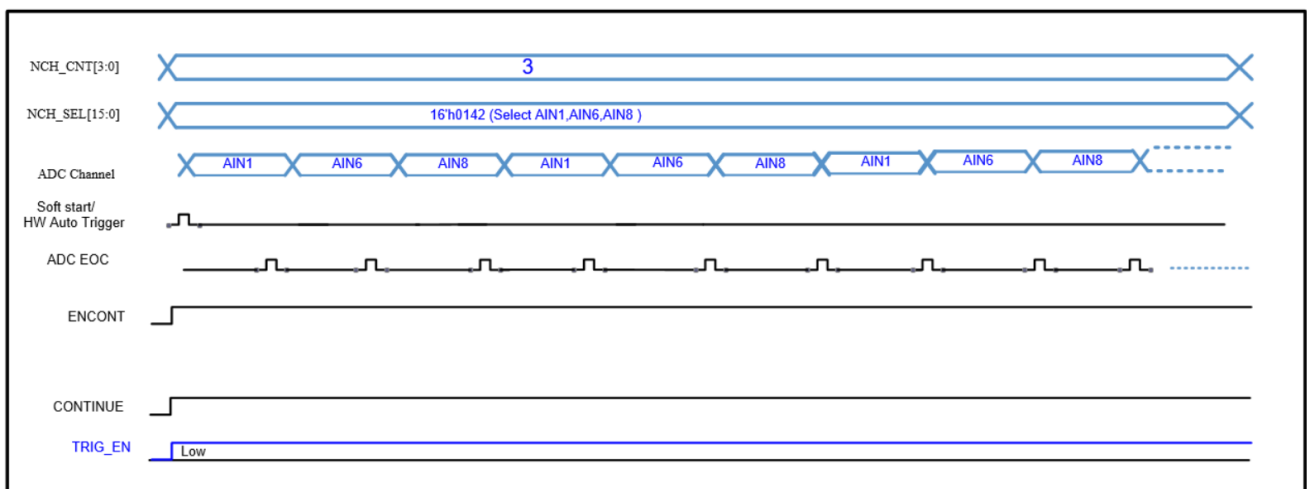 NCH_CNT[3:0]
3
NCH_SEL[15:0]
16'h0142 (Select AIN1,AIN6,AIN8 )
ADC Channel
AIN1 AIN6 AIN8 AIN1 AIN6 AIN8 AIN1 AIN6 AIN8
Soft start/
HW Auto Trigger
ADC EOC
ENCONT
CONTINUE
TRIG_EN
Low